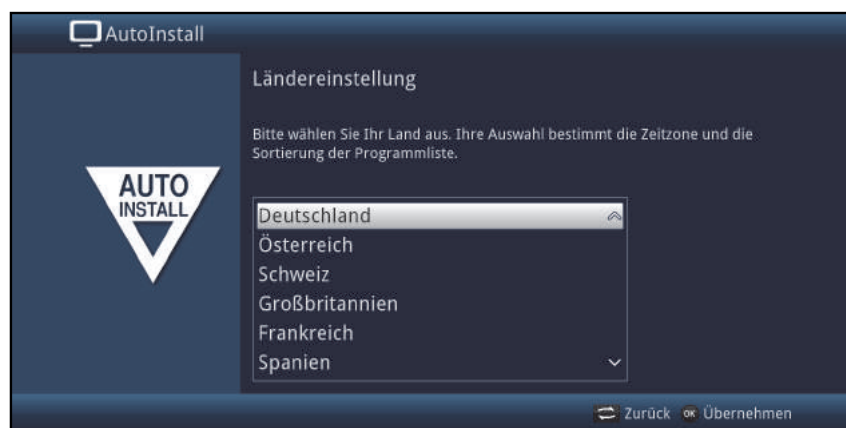 AutoInstall
Ländereinstellung
Bitte wählen Sie Ihr Land aus. Ihre Auswahl bestimmt die Zeitzone und die
Sortierung der Programmliste.
AUTO
INSTALL
Deutschland
Österreich
Schweiz
Großbritannien
Frankreich
Spanien
Zurück OK Übernehmen